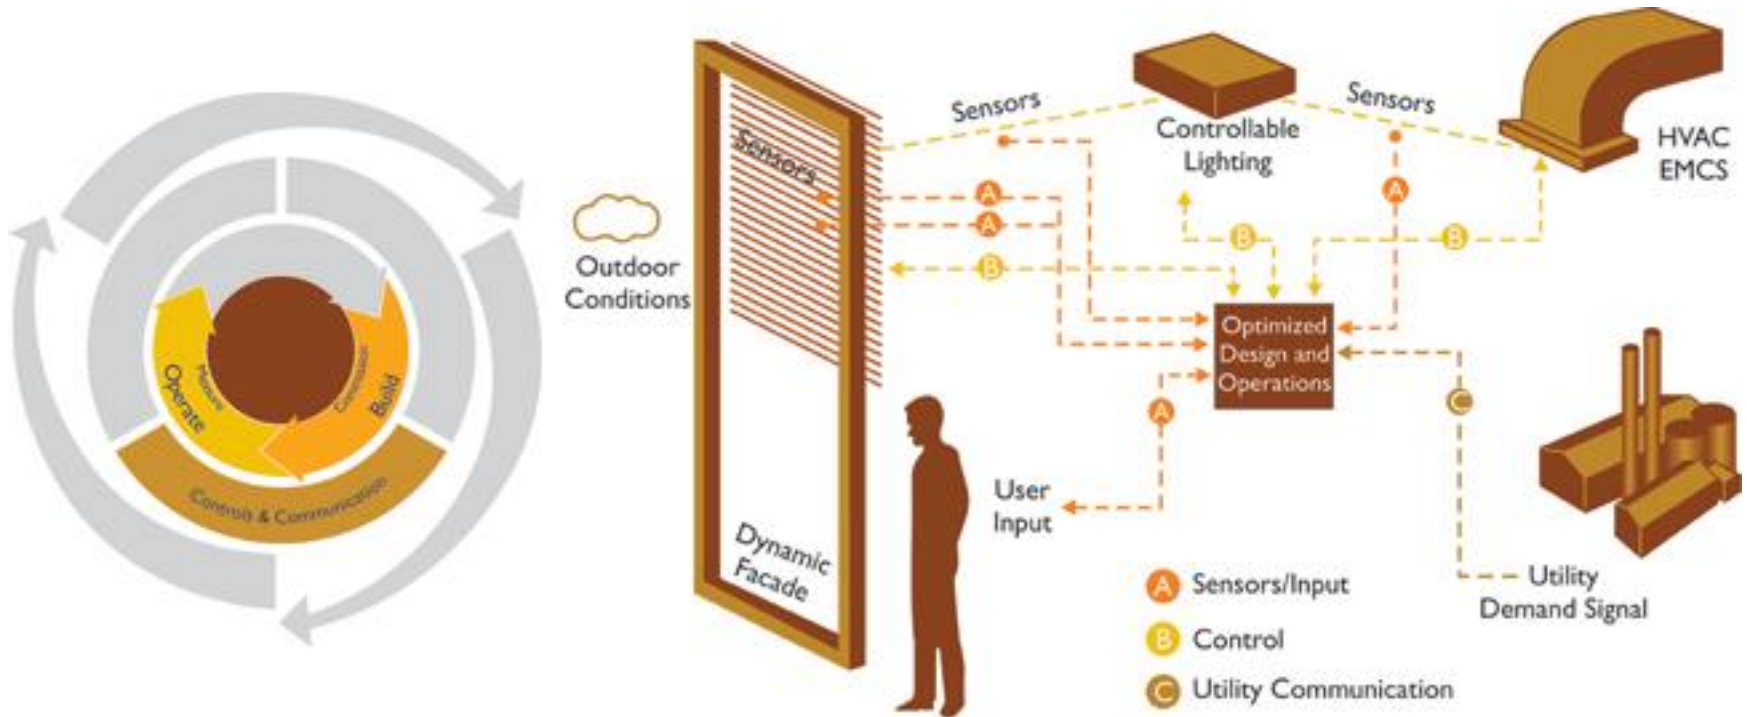 Operate
Measure
Commission
Build
Controls & Communication
Outdoor
Conditions
Sensors
Dynamic
Facade
Sensors
Controllable
Lighting
Sensors
HVAC
EMCS
A
A
B
B
A
B
Optimized
Design and
Operations
A
C
User
Input
Utility
Demand Signal
A Sensors/Input
B Control
C Utility Communication